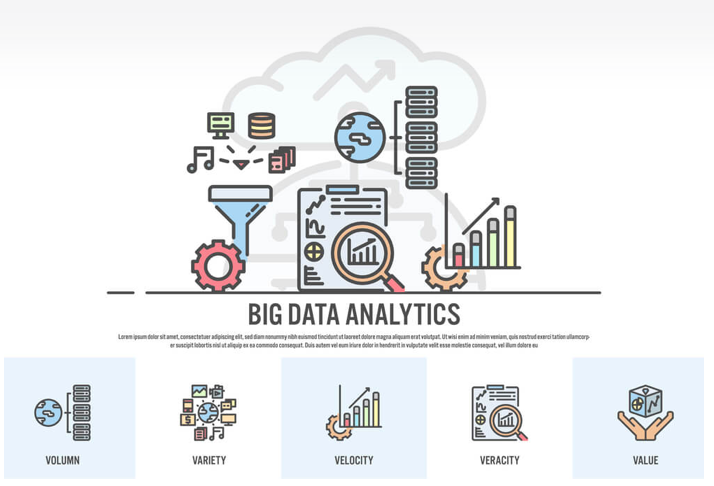 BIG DATA ANALYTICS
Lorem ipsum dolor sit amet, consectetuer adipiscing elit, sed diam nonummy nibh euismod tincidunt ut laoreet dolore magna aliquam erat volutpat. Ut wisi enim ad minim veniam, quis nostrud exerci tation ullamcorp-
er suscipit lobortis nisl ut aliquip ex ea commodo consequat. Duis autem vel eum iriure dolor in hendrerit in vulputate velit esse molestie consequat, vel illum dolore eu
VOLUMN
VARIETY
VELOCITY
VERACITY
VALUE